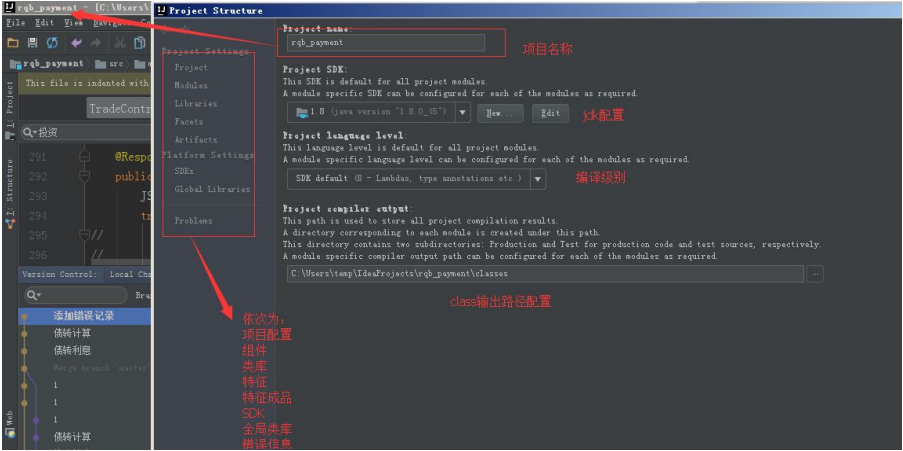 rqb_payment - [C:\Users\
Project Structure
File Edit View Navigate Co
rqb_payment src
This file is indented with
TradeContr
投资
291 @Respo
292 public
293 JS
294 tr
295 //
296 //
Version Control: Local Cha
Bra
添加错误记录
债转计算
债转利息
Merge branch 'master'
1
1
1
债转计算
1: Project
7: Structure
Web
Project Settings
Project
Modules
Libraries
Facets
Artifacts
Platform Settings
SDKs
Global Libraries
Problems
依次为：
项目配置
组件
类库
特征
特征成品
SDK
全局类库
错误信息
Project name:
rqb_payment
项目名称
Project SDK:
This SDK is default for all project modules.
A module specific SDK can be configured for each of the modules as required.
1.8 (java version "1.8.0_45") New... Edit
jdk配置
Project language level:
This language level is default for all project modules.
A module specific language level can be configured for each of the modules as required.
SDK default (8 - Lambdas, type annotations etc.)
编译级别
Project compiler output:
This path is used to store all project compilation results.
A directory corresponding to each module is created under this path.
This directory contains two subdirectories: Production and Test for production code and test sources, respectively.
A module specific compiler output path can be configured for each of the modules as required.
C:\Users\temp\IdeaProjects\rqb_payment\classes ...
class输出路径配置